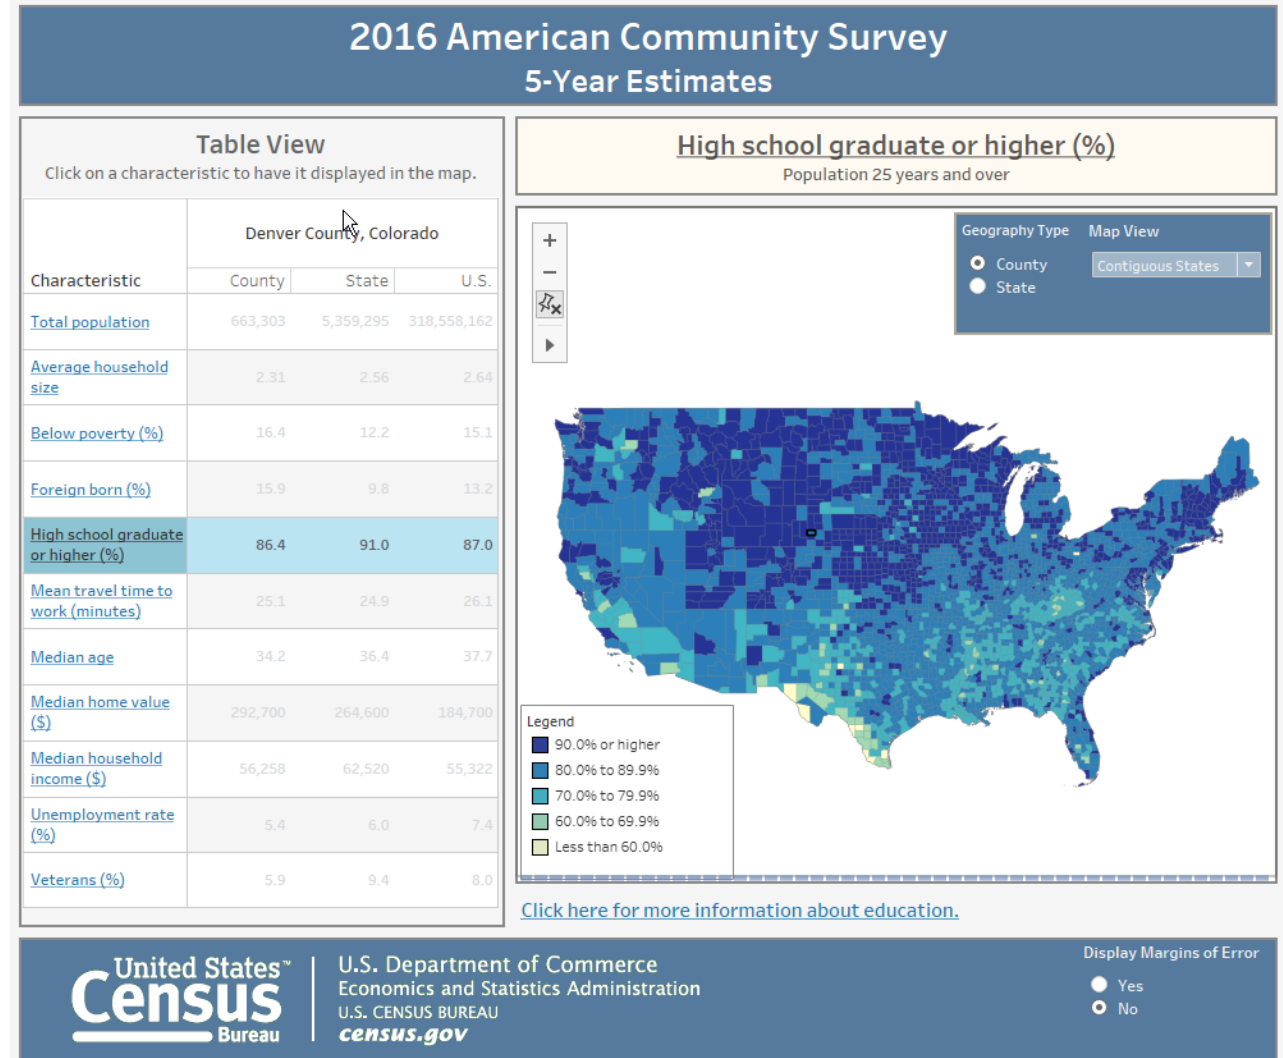 2016 American Community Survey
5-Year Estimates
Table View
Click on a characteristic to have it displayed in the map.
Denver County, Colorado
Characteristic County State U.S.
Total population 663,303 5,359,295 318,558,162
Average household
size 2.31 2.56 2.64
Below poverty (%) 16.4 12.2 15.1
Foreign born (%) 15.9 9.8 13.2
High school graduate
or higher (%) 86.4 91.0 87.0
Mean travel time to
work (minutes) 25.1 24.9 26.1
Median age 34.2 36.4 37.7
Median home value
($) 292,700 264,600 184,700
Median household
income ($) 56,258 62,520 55,322
Unemployment rate
(%) 5.4 6.0 7.4
Veterans (%) 5.9 9.4 8.0
High school graduate or higher (%)
Population 25 years and over
Geography Type Map View
County Contiguous States
State
Legend
90.0% or higher
80.0% to 89.9%
70.0% to 79.9%
60.0% to 69.9%
Less than 60.0%
Click here for more information about education.
United States™
Census
Bureau
U.S. Department of Commerce
Economics and Statistics Administration
U.S. CENSUS BUREAU
census.gov
Display Margins of Error
Yes
No